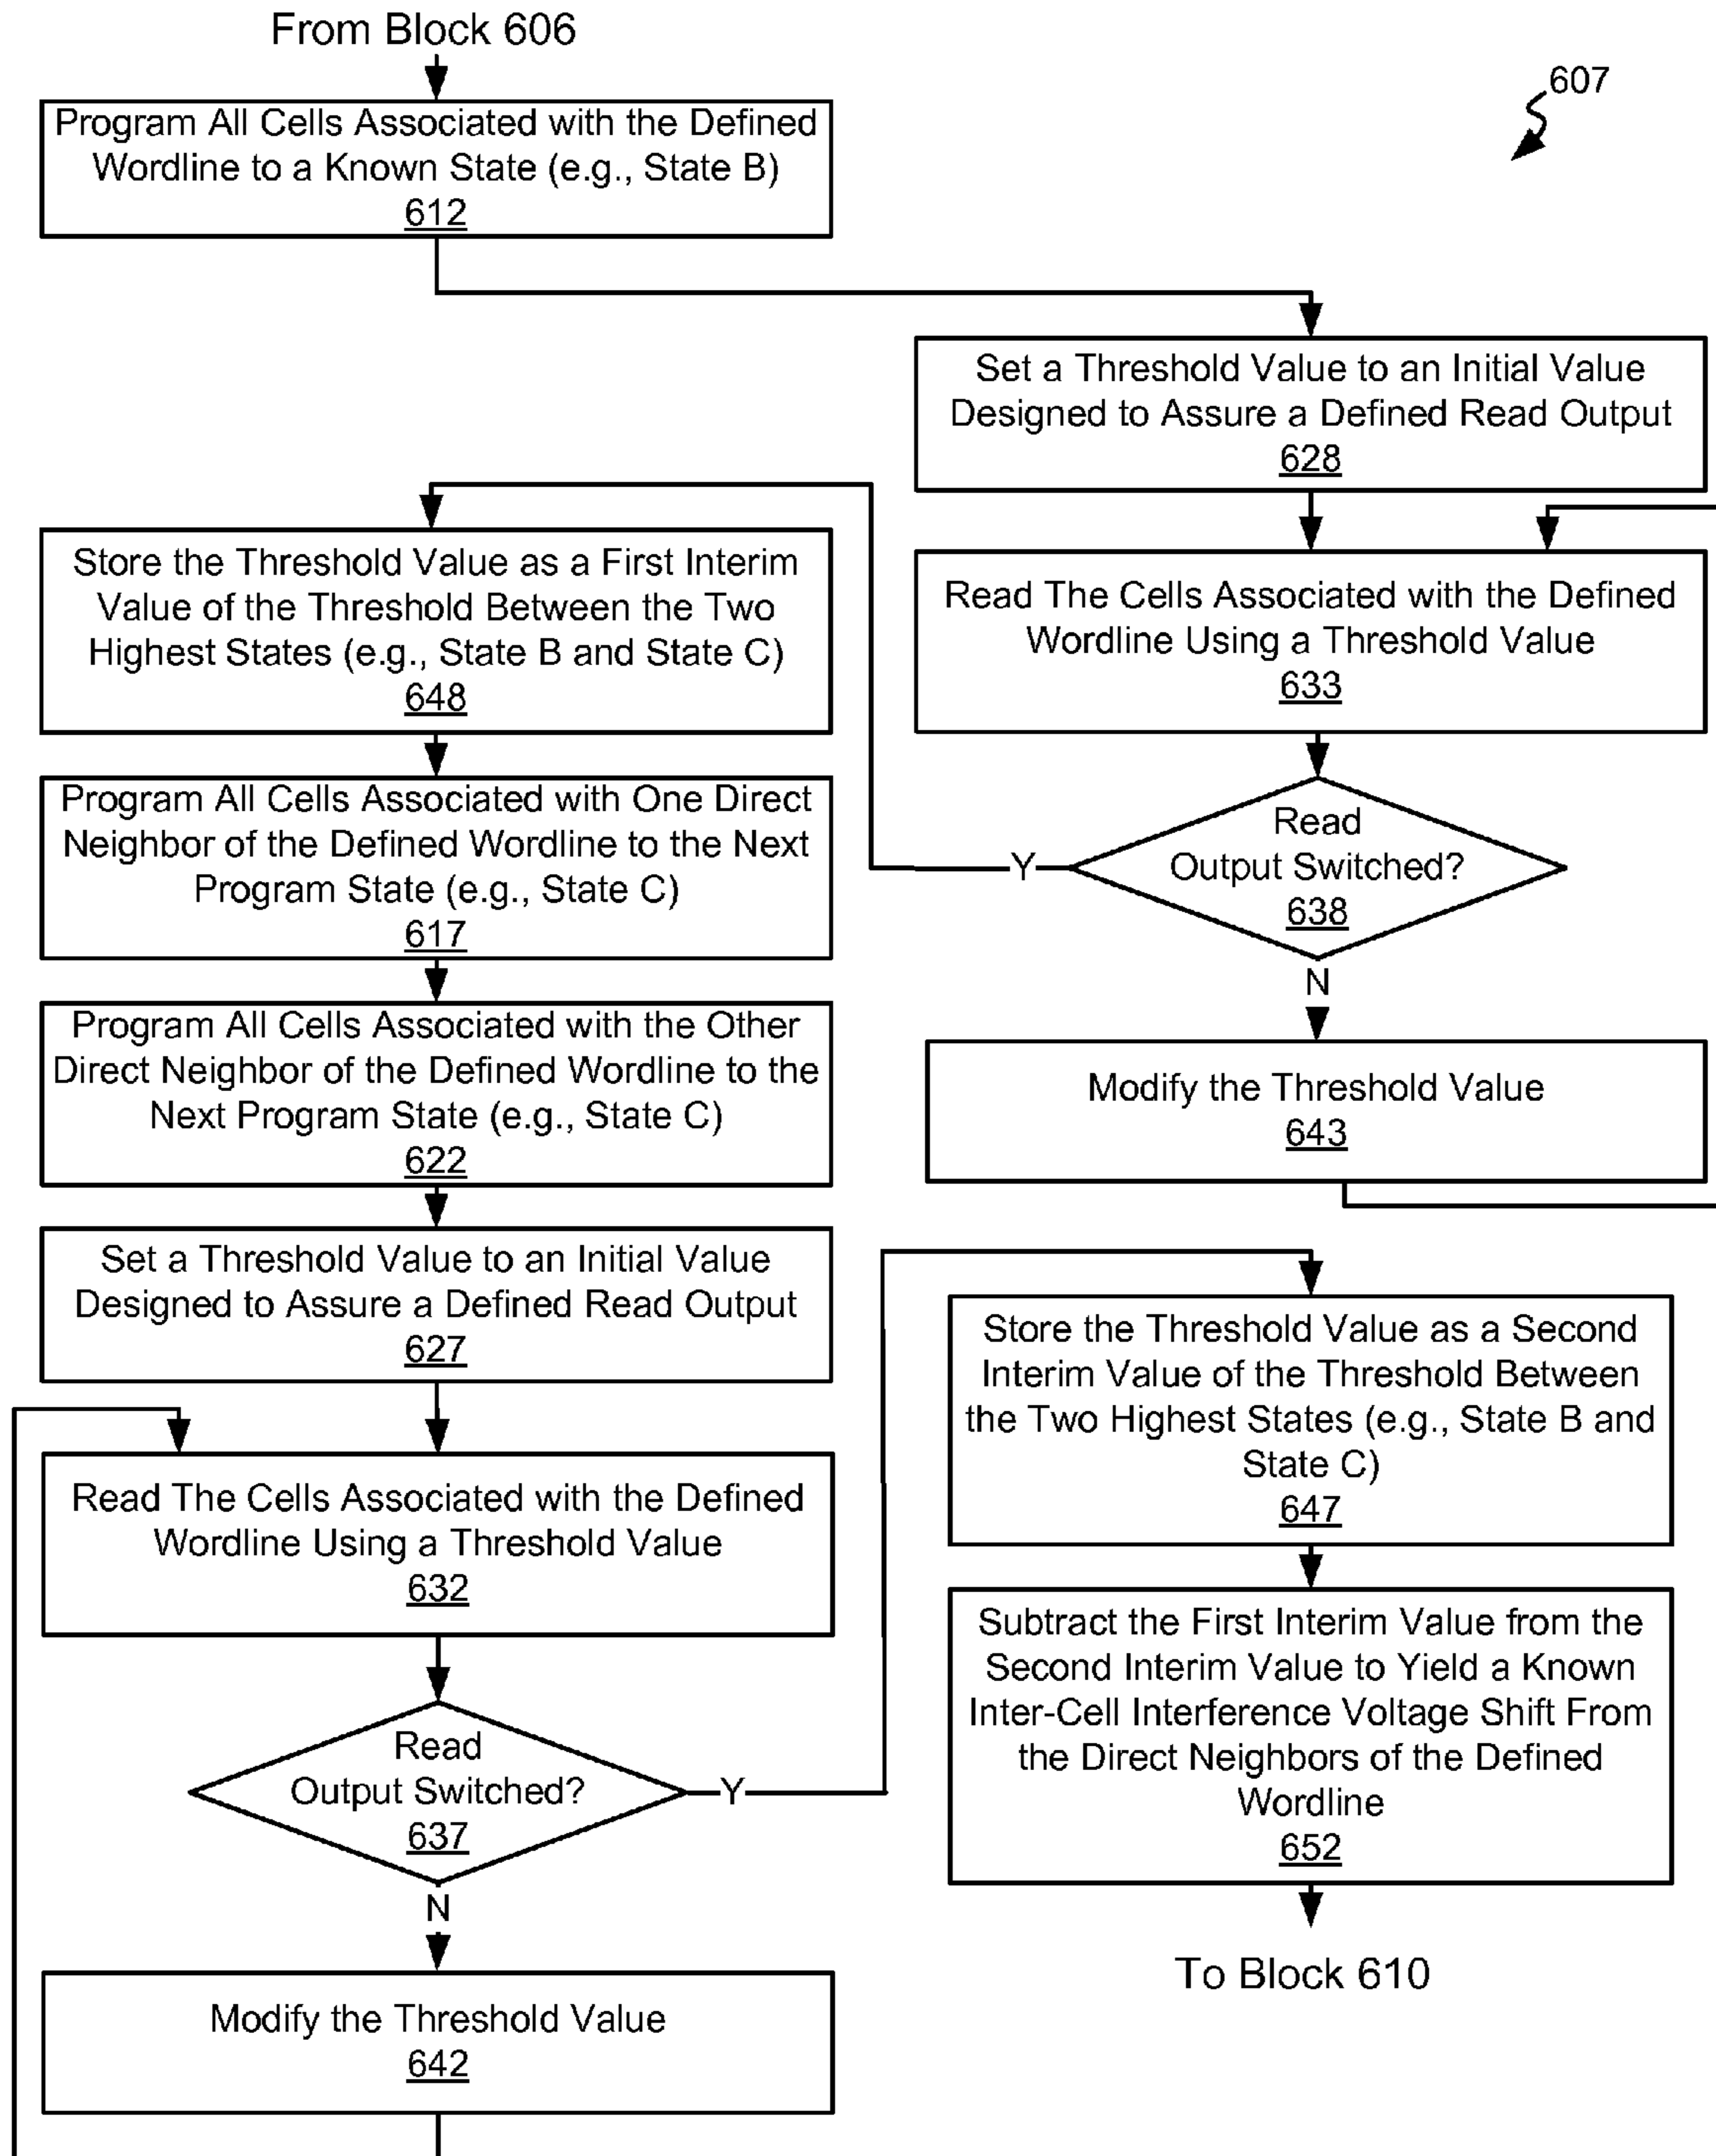 From Block 606
607
Program All Cells Associated with the Defined
Wordline to a Known State (e.g., State B)
612
Set a Threshold Value to an Initial Value
Designed to Assure a Defined Read Output
628
Read The Cells Associated with the Defined
Wordline Using a Threshold Value
633
Read
Output Switched?
638
Y
N
Modify the Threshold Value
643
Store the Threshold Value as a First Interim
Value of the Threshold Between the Two
Highest States (e.g., State B and State C)
648
Program All Cells Associated with One Direct
Neighbor of the Defined Wordline to the Next
Program State (e.g., State C)
617
Program All Cells Associated with the Other
Direct Neighbor of the Defined Wordline to the
Next Program State (e.g., State C)
622
Set a Threshold Value to an Initial Value
Designed to Assure a Defined Read Output
627
Read The Cells Associated with the Defined
Wordline Using a Threshold Value
632
Read
Output Switched?
637
Y
N
Modify the Threshold Value
642
Store the Threshold Value as a Second
Interim Value of the Threshold Between
the Two Highest States (e.g., State B and
State C)
647
Subtract the First Interim Value from the
Second Interim Value to Yield a Known
Inter-Cell Interference Voltage Shift From
the Direct Neighbors of the Defined
Wordline
652
To Block 610